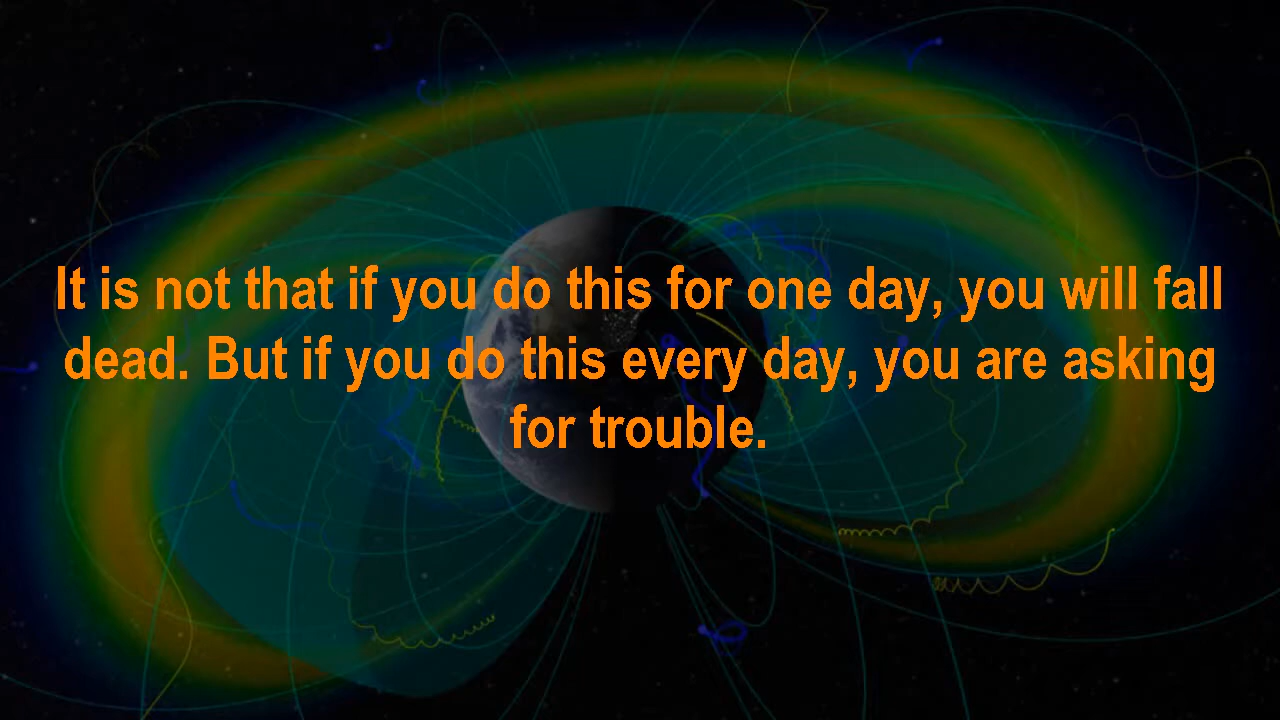 It is not that if you do this for one day, you will fall
dead. But if you do this every day, you are asking
for trouble.